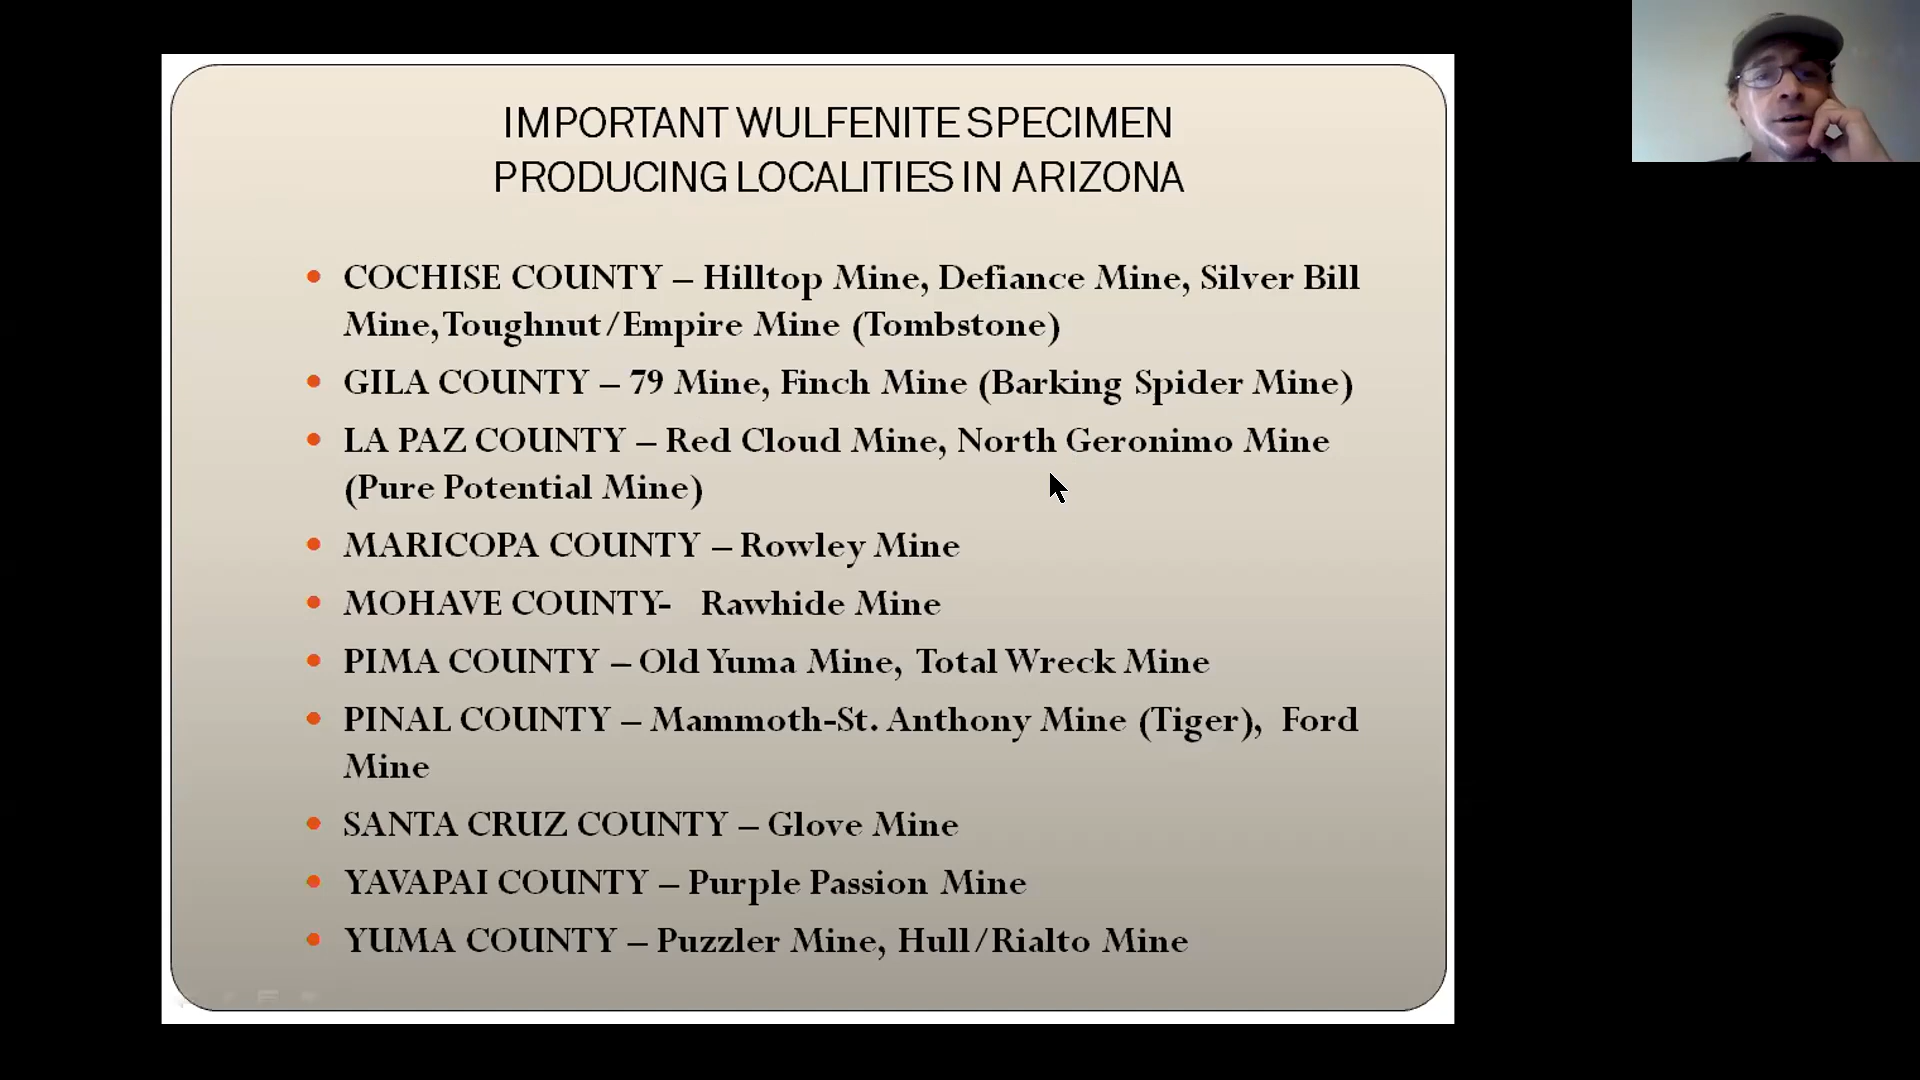 IMPORTANT WULFENITE SPECIMEN
PRODUCING LOCALITIES IN ARIZONA
• COCHISE COUNTY – Hilltop Mine, Defiance Mine, Silver Bill
Mine, Toughnut/Empire Mine (Tombstone)
• GILA COUNTY – 79 Mine, Finch Mine (Barking Spider Mine)
• LA PAZ COUNTY – Red Cloud Mine, North Geronimo Mine
(Pure Potential Mine)
• MARICOPA COUNTY – Rowley Mine
• MOHAVE COUNTY- Rawhide Mine
• PIMA COUNTY – Old Yuma Mine, Total Wreck Mine
• PINAL COUNTY – Mammoth-St. Anthony Mine (Tiger), Ford
Mine
• SANTA CRUZ COUNTY – Glove Mine
• YAVAPAI COUNTY – Purple Passion Mine
• YUMA COUNTY – Puzzler Mine, Hull/Rialto Mine